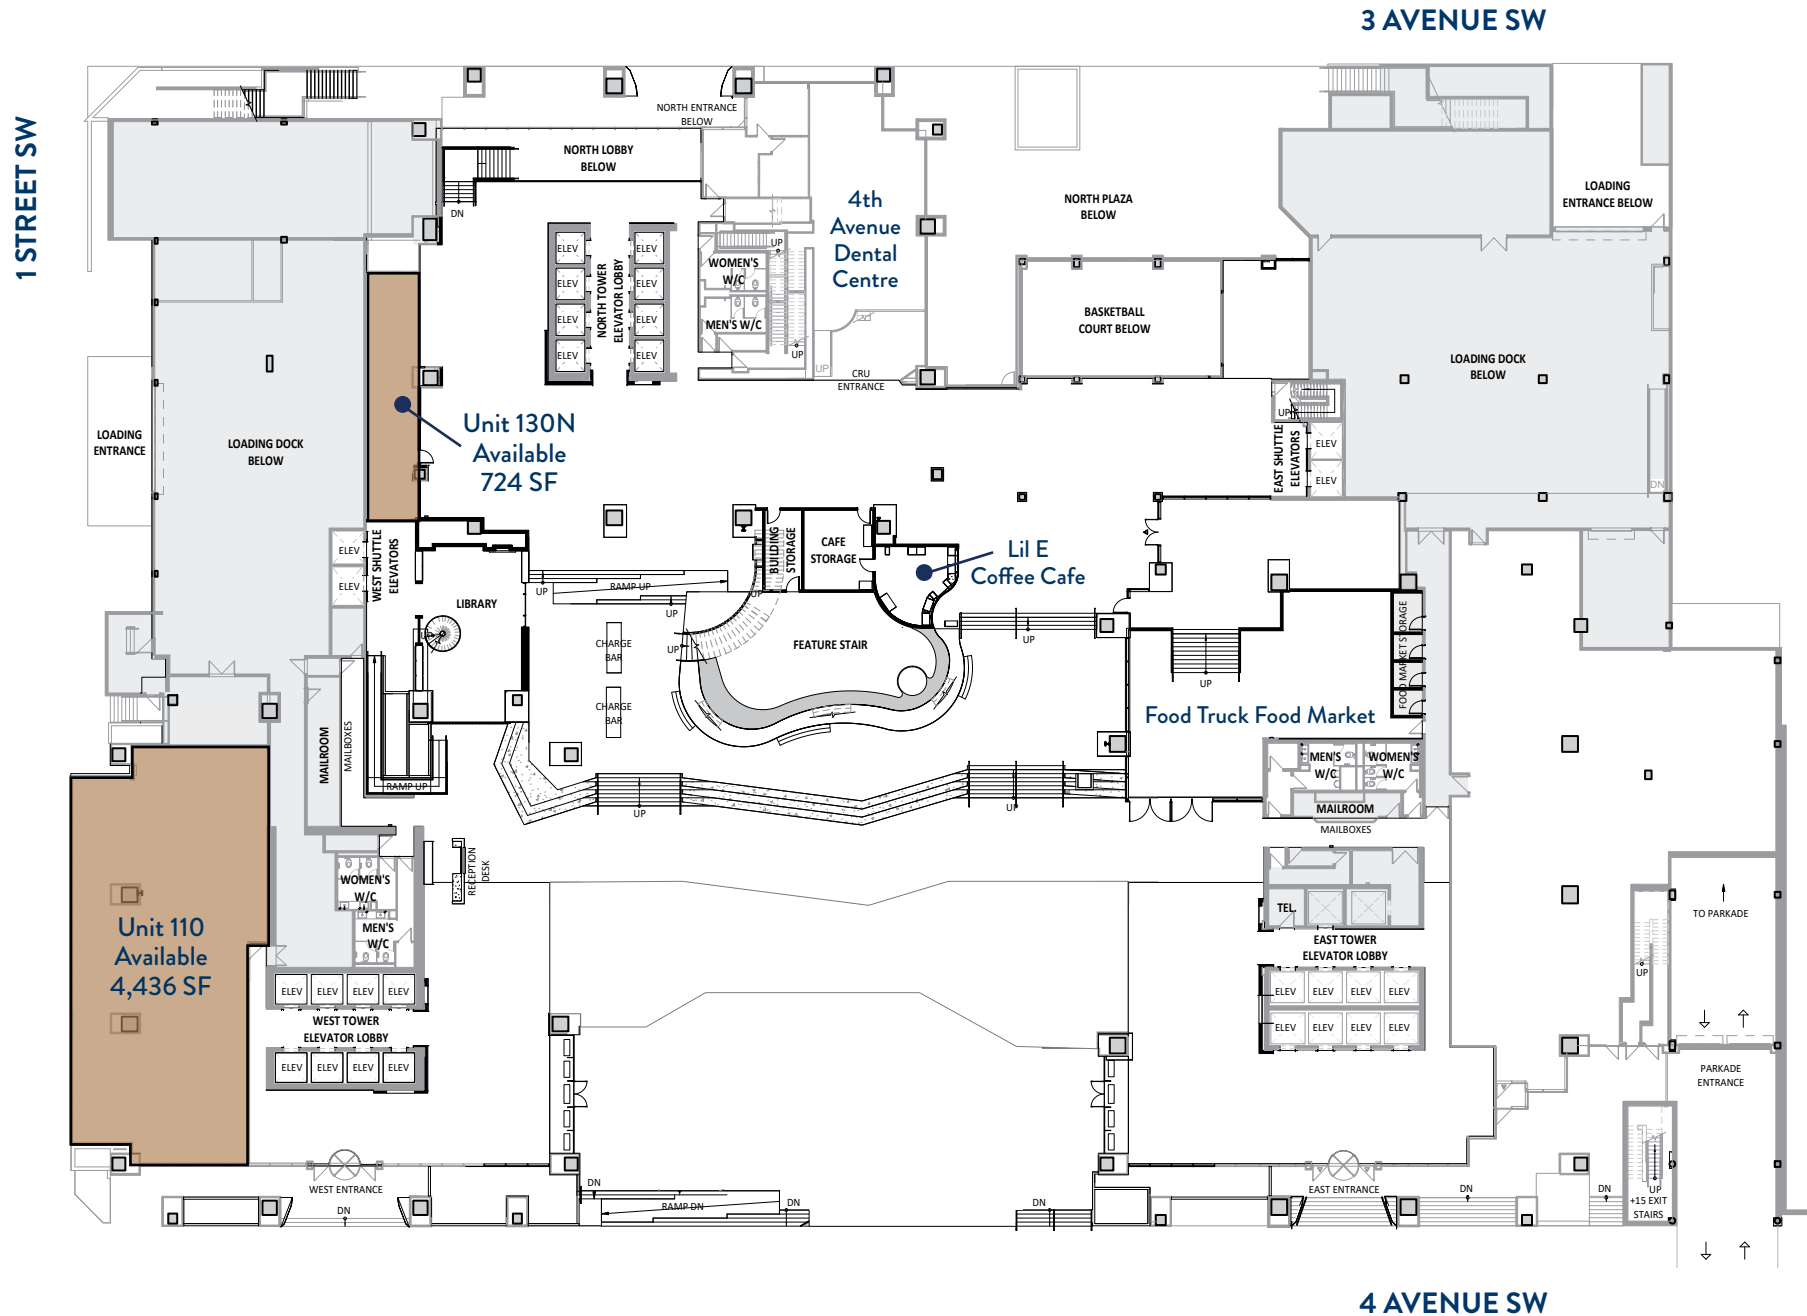 3 AVENUE SW
1 STREET SW
NORTH ENTRANCE
BELOW
NORTH LOBBY
BELOW
DN
4th
Avenue
Dental
Centre
NORTH PLAZA
BELOW
LOADING
ENTRANCE BELOW
ELEV
ELEV
ELEV
ELEV
ELEV
ELEV
ELEV
ELEV
NORTH TOWER
ELEVATOR LOBBY
UP
WOMEN'S
W/C
MEN'S W/C
UP
UP
CRU
ENTRANCE
BASKETBALL
COURT BELOW
LOADING DOCK
BELOW
UP
EAST SHUTTLE
ELEVATORS
ELEV
ELEV
DN
LOADING
ENTRANCE
LOADING DOCK
BELOW
Unit 130N
Available
724 SF
ELEV
ELEV
WEST SHUTTLE
ELEVATORS
LIBRARY
UP
UP
RAMP UP
UP
BUILDING
STORAGE
CAFE
STORAGE
Lil E
Coffee Cafe
UP
CHARGE
BAR
UP
FEATURE STAIR
UP
CHARGE
BAR
UP
FOOD MARKET STORAGE
Food Truck Food Market
MAILROOM
MAILBOXES
RAMP UP
UP
UP
MEN'S
W/C
WOMEN'S
W/C
MAILROOM
MAILBOXES
RECEPTION
DESK
WOMEN'S
W/C
MEN'S
W/C
Unit 110
Available
4,436 SF
ELEV
ELEV
ELEV
ELEV
WEST TOWER
ELEVATOR LOBBY
ELEV
ELEV
ELEV
ELEV
TEL.
EAST TOWER
ELEVATOR LOBBY
ELEV
ELEV
ELEV
ELEV
ELEV
ELEV
ELEV
ELEV
TO PARKADE
UP
PARKADE
ENTRANCE
WEST ENTRANCE
DN
DN
RAMP DN
DN
DN
EAST ENTRANCE
DN
DN
UP
+15 EXIT
STAIRS
4 AVENUE SW